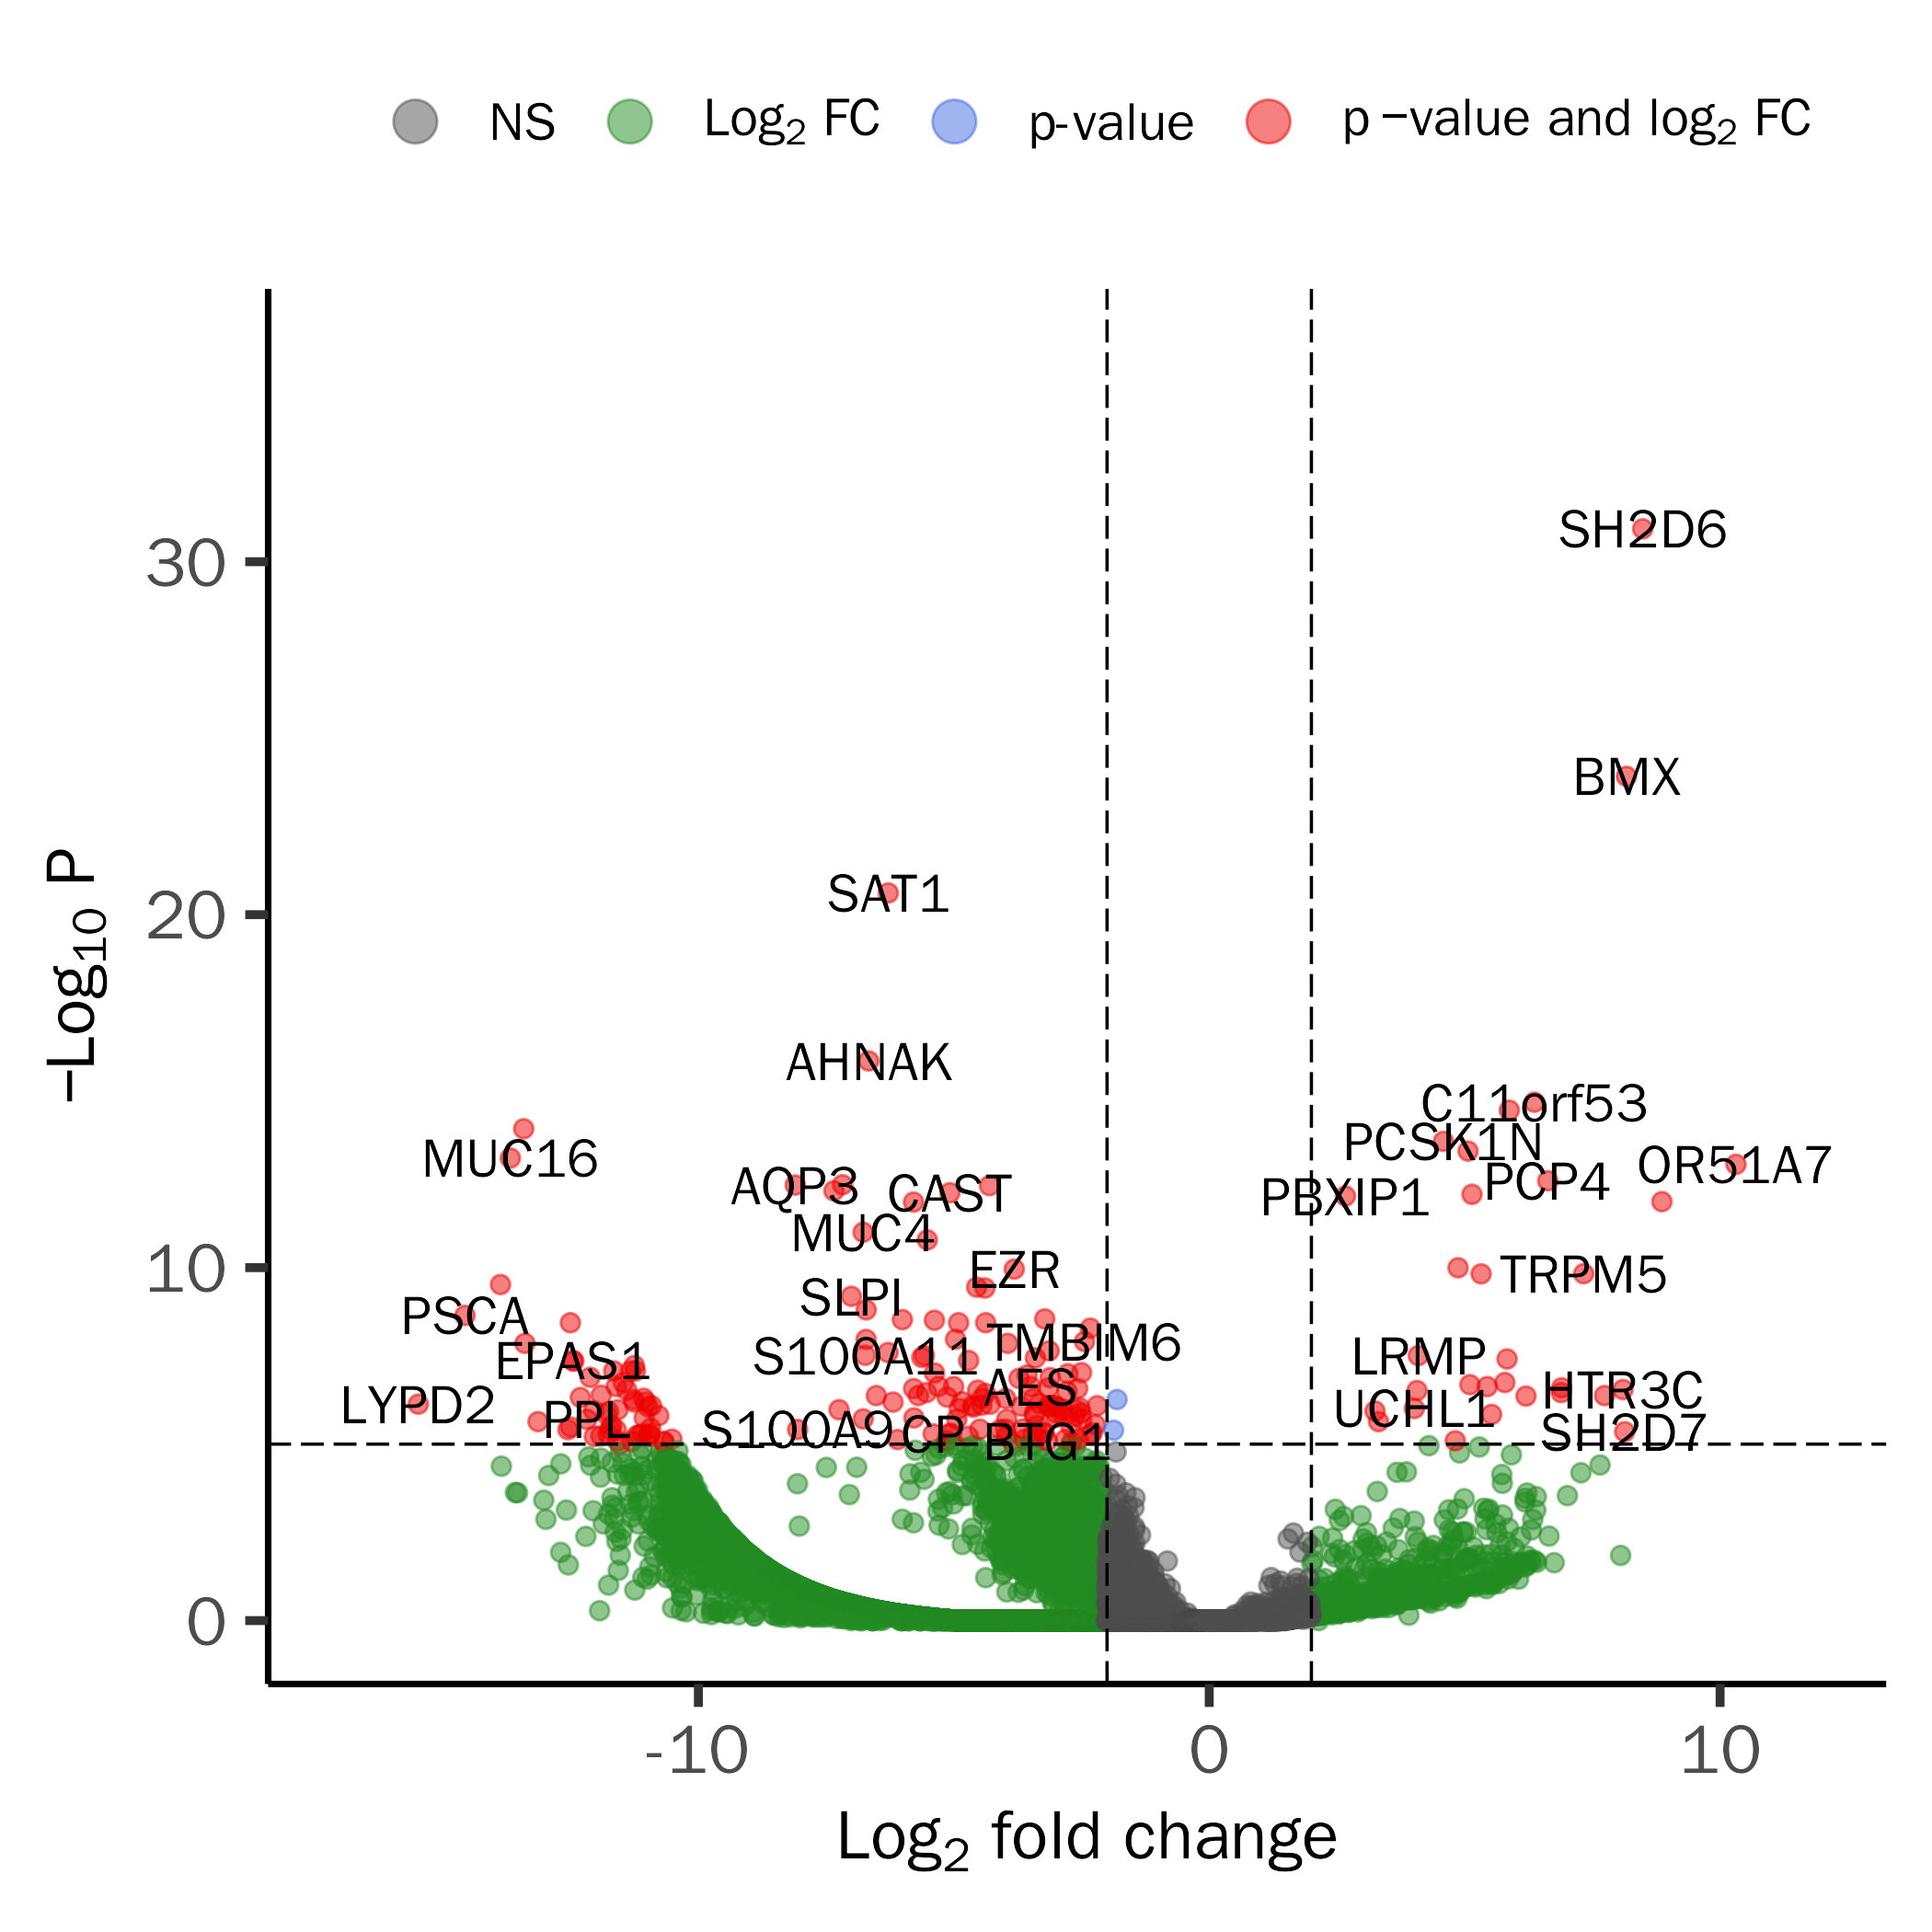 NS Log2 FC p-value p −value and log2 FC
SH2D6
BMX
SAT1
AHNAK
C11orf53
PCSK1N
MUC16
OR51A7
PCP4
AQP3
CAST
PBXIP1
MUC4
EZR
TRPM5
SLPI
PSCA
TMBIM6
S100A11
LRMP
EPAS1
AES
HTR3C
LYPD2
UCHL1
PPL
S100A9
CP
SH2D7
BTG1
30
20
10
0
−Log10 P
-10 0 10
Log2 fold change